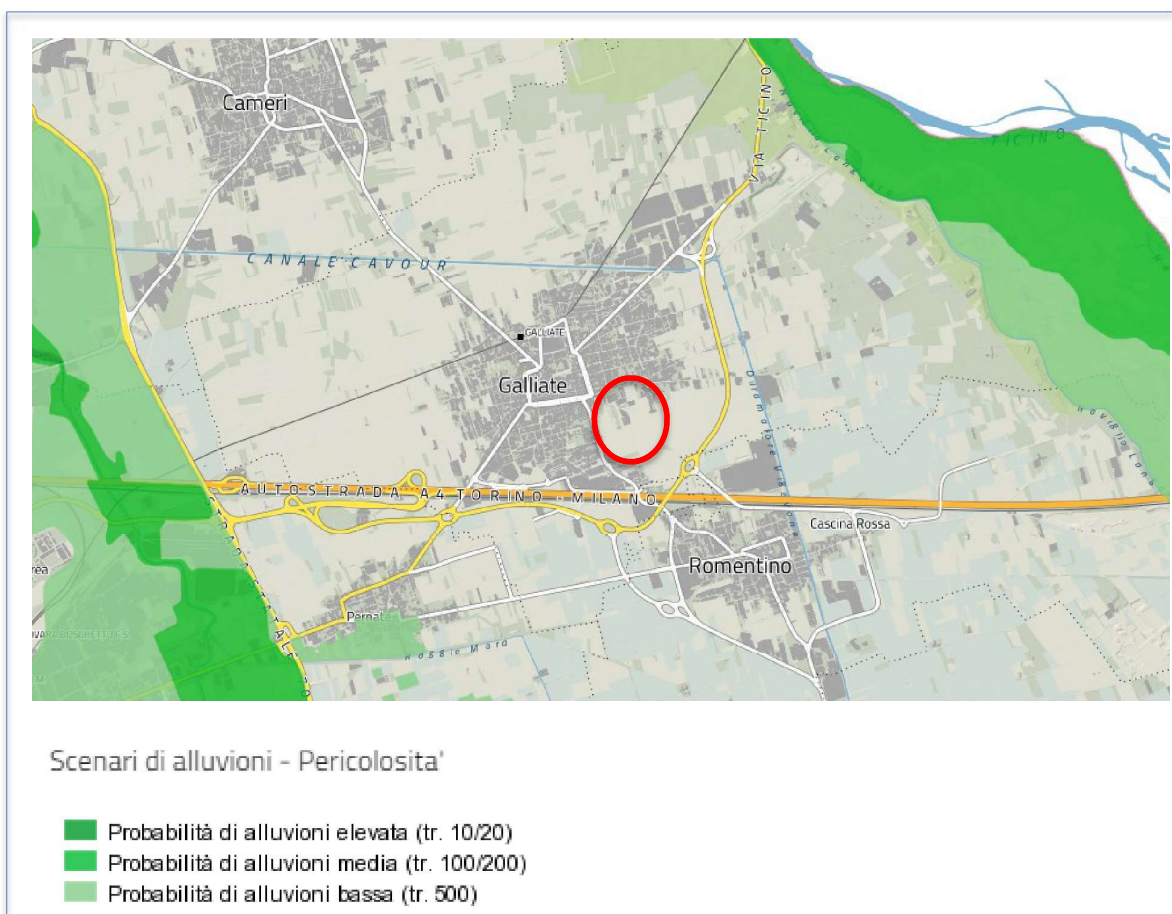 Cameri
VIA TICINO
TICINO
CANALE CAVOUR
GALLIATE
Galliate
AUTOSTRADA A4 TORINO - MILANO
Cascina Rossa
Romentino
Pernat
Scenari di alluvioni - Pericolosita'
Probabilità di alluvioni elevata (tr. 10/20)
Probabilità di alluvioni media (tr. 100/200)
Probabilità di alluvioni bassa (tr. 500)